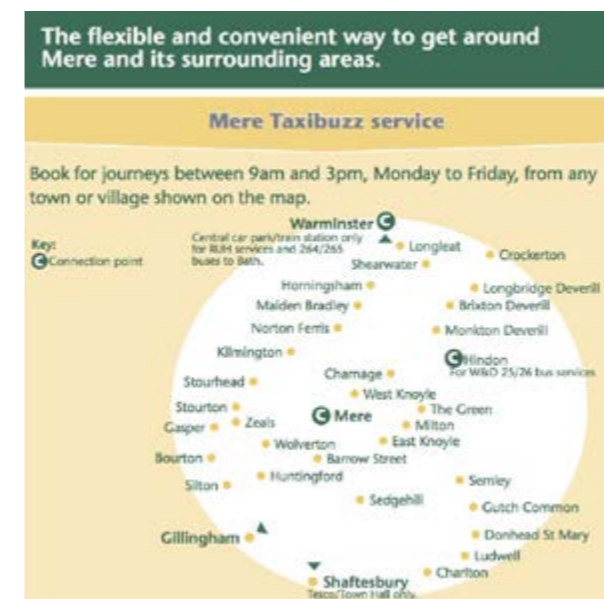 The flexible and convenient way to get around
Mere and its surrounding areas.
Mere Taxibuzz service
Book for journeys between 9am and 3pm, Monday to Friday, from any
town or village shown on the map.
Warminster C
Central car park/train station only
for RUH services and 264/265
buses to Bath.
Key:
C Connection point
Longleat
Crockerton
Shearwater
Horningsham
Longbridge Deverill
Maiden Bradley
Brixton Deverill
Norton Ferris
Monkton Deverill
Kilmington
C Hindon
For W&D 25/26 bus services
Charnage
Stourhead
West Knoyle
Stourton
The Green
C Mere
Zeals
Milton
Gasper
Wolverton
East Knoyle
Bourton
Barrow Street
Huntingford
Silton
Semley
Sedgehill
Gutch Common
Gillingham
Donhead St Mary
Ludwell
Charlton
Shaftesbury
Tesco/Town Hall only.